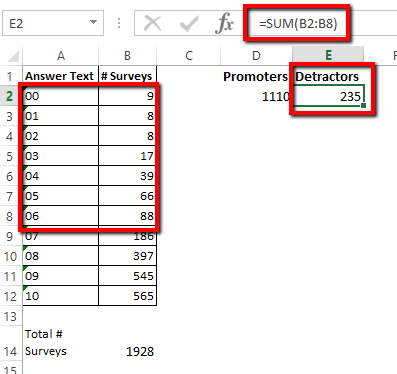 E2 fx =SUM(B2:B8)
A B C D E F
1 Answer Text # Surveys Promoters Detractors
2 00 9 1110 235
3 01 8
4 02 8
5 03 17
6 04 39
7 05 66
8 06 88
9 07 186
10 08 397
11 09 545
12 10 565
13
Total #
14 Surveys 1928
15